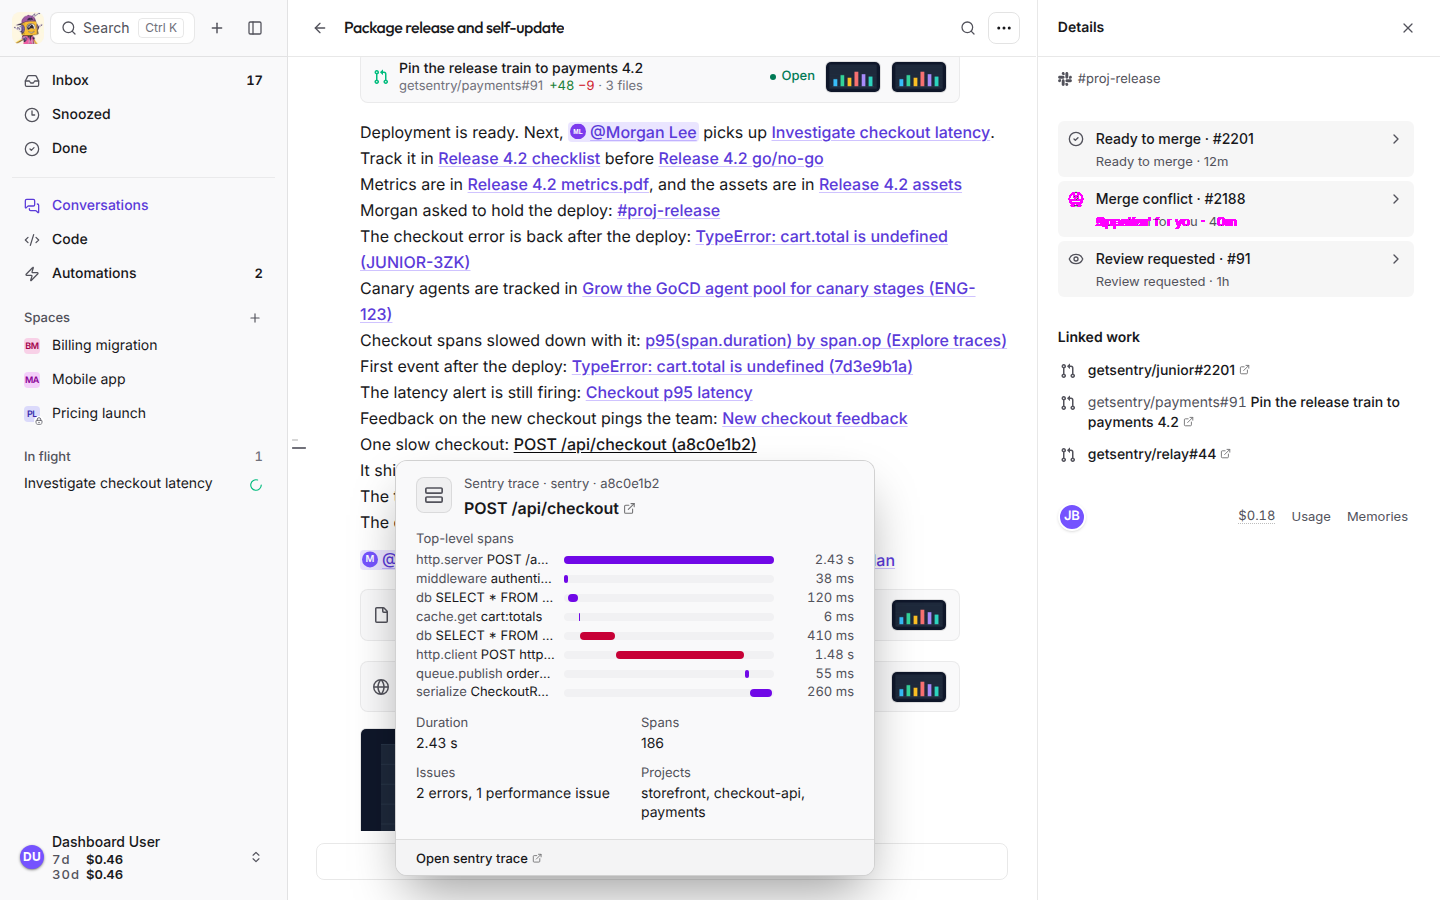 Search Ctrl K
Inbox 17
Snoozed
Done
Conversations
Code
Automations 2
Spaces
BM Billing migration
MA Mobile app
PL Pricing launch
In flight 1
Investigate checkout latency
DU Dashboard User
7d $0.46
30d $0.46
Package release and self-update
Pin the release train to payments 4.2
getsentry/payments#91 +48 −9 · 3 files
Open
Deployment is ready. Next, ML @Morgan Lee picks up Investigate checkout latency.
Track it in Release 4.2 checklist before Release 4.2 go/no-go
Metrics are in Release 4.2 metrics.pdf, and the assets are in Release 4.2 assets
Morgan asked to hold the deploy: #proj-release
The checkout error is back after the deploy: TypeError: cart.total is undefined
(JUNIOR-3ZK)
Canary agents are tracked in Grow the GoCD agent pool for canary stages (ENG-
123)
Checkout spans slowed down with it: p95(span.duration) by span.op (Explore traces)
First event after the deploy: TypeError: cart.total is undefined (7d3e9b1a)
The latency alert is still firing: Checkout p95 latency
Feedback on the new checkout pings the team: New checkout feedback
One slow checkout: POST /api/checkout (a8c0e1b2)
It
The
The
M @
Sentry trace · sentry · a8c0e1b2
POST /api/checkout
Top-level spans
http.server POST /a... 2.43 s
middleware authenti... 38 ms
db SELECT * FROM ... 120 ms
cache.get cart:totals 6 ms
db SELECT * FROM ... 410 ms
http.client POST http... 1.48 s
queue.publish order... 55 ms
serialize CheckoutR... 260 ms
Duration
2.43 s
Spans
186
Issues
2 errors, 1 performance issue
Projects
storefront, checkout-api,
payments
Open sentry trace
Details
#proj-release
Ready to merge · #2201
Ready to merge · 12m
Merge conflict · #2188
for you
Review requested · #91
Review requested · 1h
Linked work
getsentry/junior#2201
getsentry/payments#91 Pin the release train to
payments 4.2
getsentry/relay#44
JB $0.18 Usage Memories